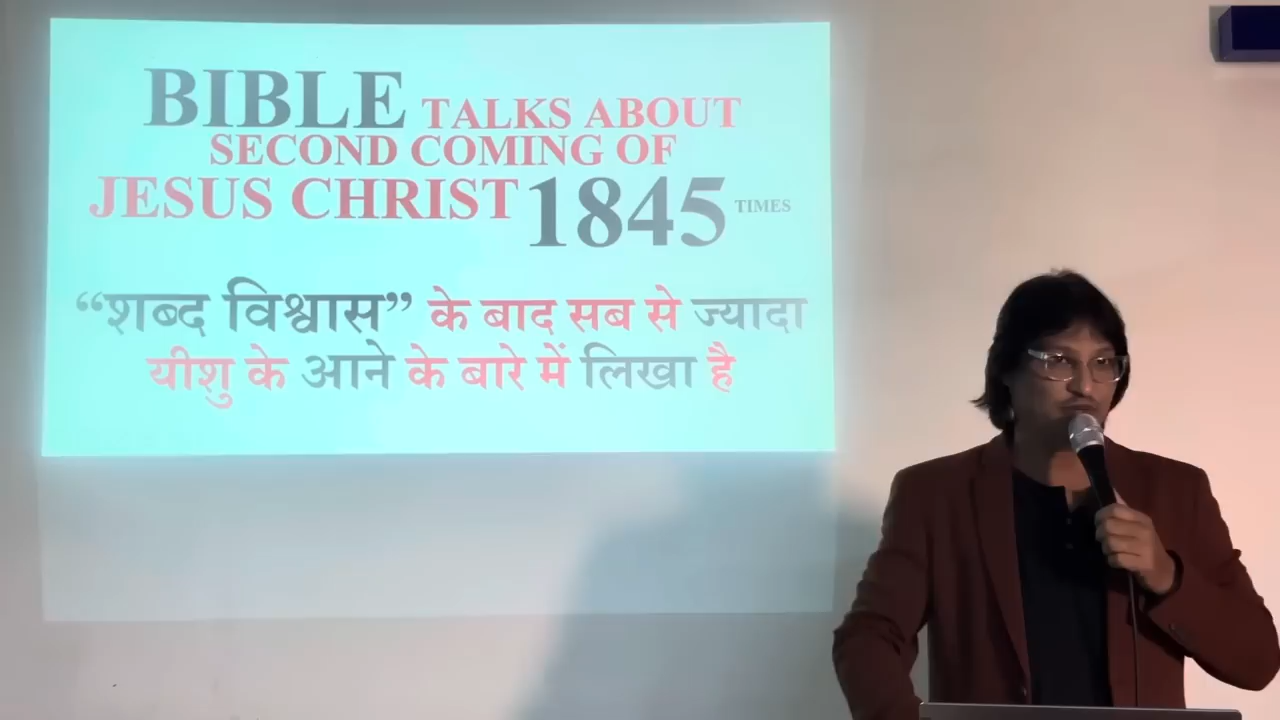 BIBLE TALKS ABOUT
SECOND COMING OF
JESUS CHRIST 1845 TIMES
“शब्द विश्वास” के बाद सब से ज्यादा
यीशु के आने के बारे में लिखा है